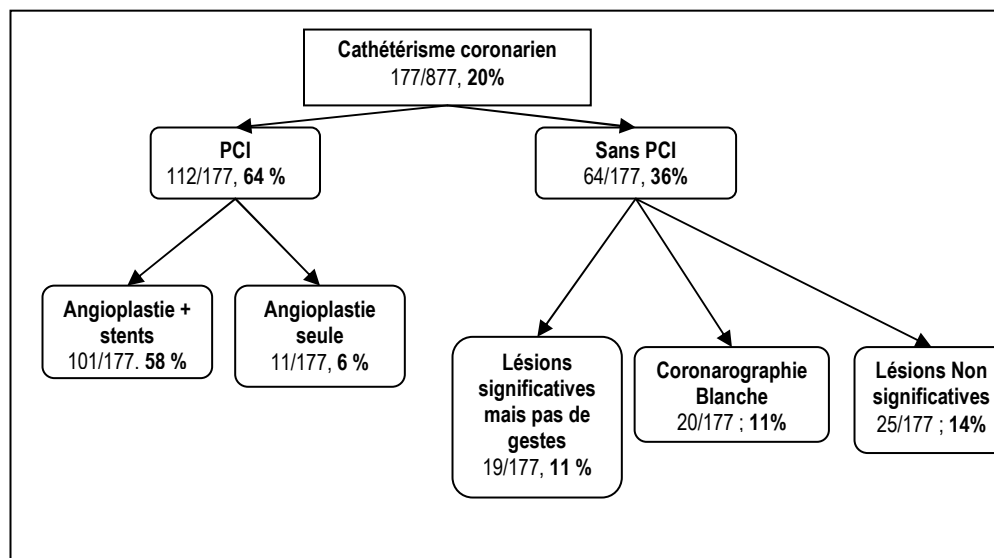 Cathétérisme coronarien
177/877, 20%
PCI
112/177, 64 %
Sans PCI
64/177, 36%
Angioplastie +
stents
101/177. 58 %
Angioplastie
seule
11/177, 6 %
Lésions
significatives
mais pas de
gestes
19/177, 11 %
Coronarographie
Blanche
20/177 ; 11%
Lésions Non
significatives
25/177 ; 14%